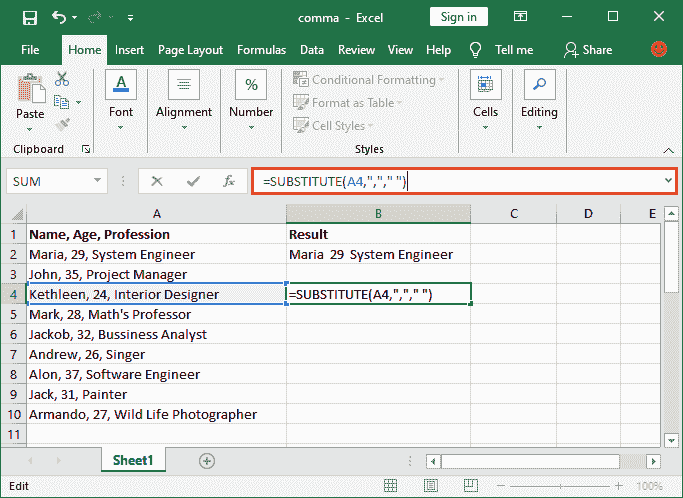 comma - Excel
Sign in
File Home Insert Page Layout Formulas Data Review View Help Tell me Share
Paste
Clipboard
Font
Alignment
%
Number
Conditional Formatting
Format as Table
Cell Styles
Styles
Cells
Editing
SUM
fx
=SUBSTITUTE(A4,","," ")
A B C D E
1 Name, Age, Profession Result
2 Maria, 29, System Engineer Maria  29  System Engineer
3 John, 35, Project Manager
4 Kethleen, 24, Interior Designer =SUBSTITUTE(A4,","," ")
5 Mark, 28, Math's Professor
6 Jackob, 32, Bussiness Analyst
7 Andrew, 26, Singer
8 Alon, 37, Software Engineer
9 Jack, 31, Painter
10 Armando, 27, Wild Life Photographer
11
Sheet1
Edit
100%